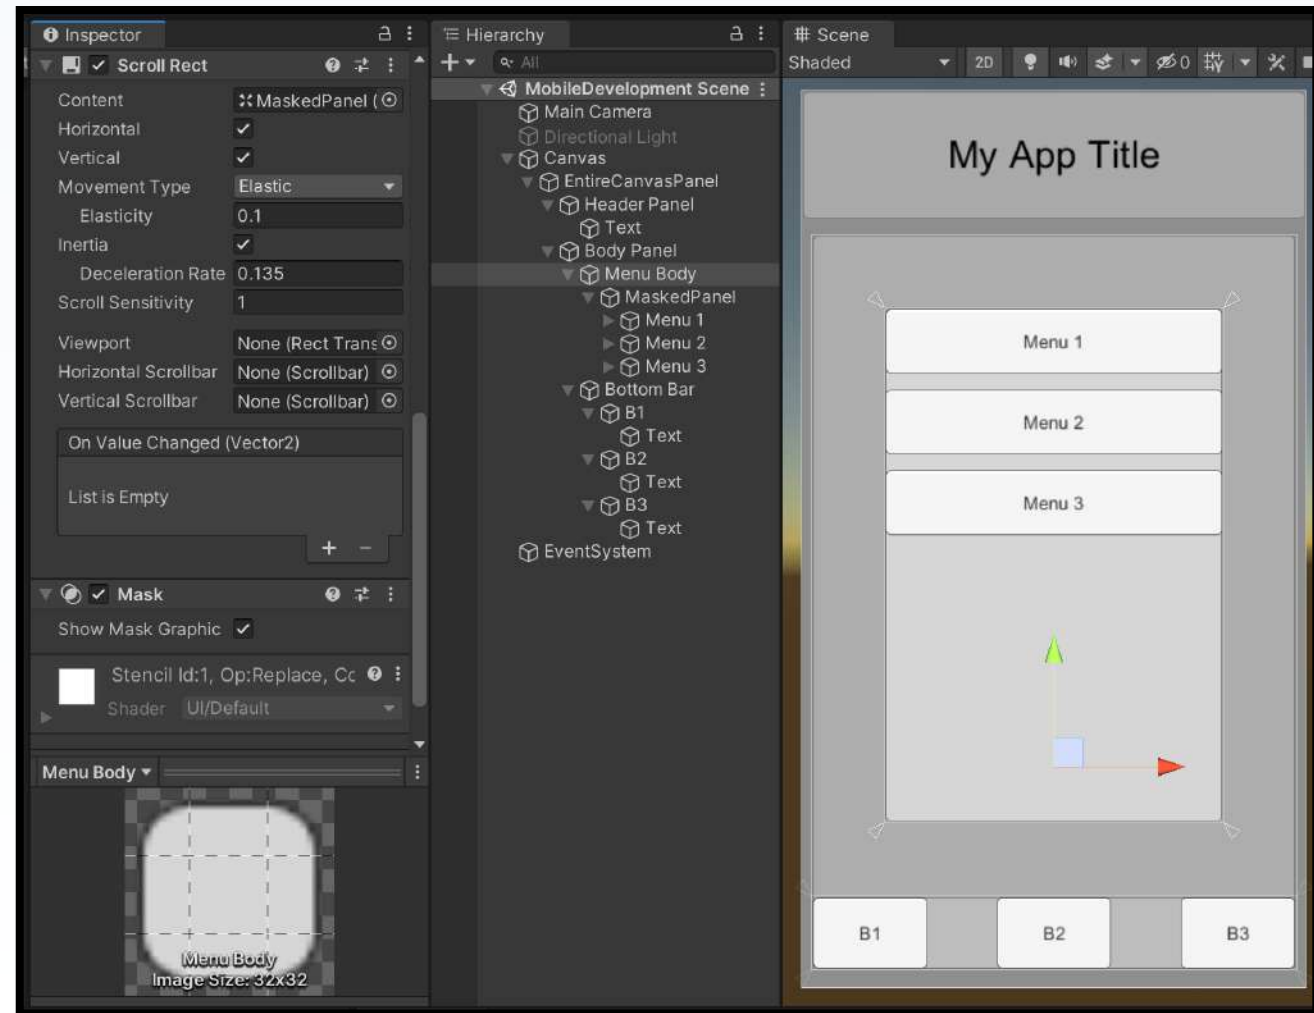 Inspector
Scroll Rect
Content
MaskedPanel (
Horizontal
Vertical
Movement Type
Elastic
Elasticity
0.1
Inertia
Deceleration Rate
0.135
Scroll Sensitivity
1
Viewport
None (Rect Trans
Horizontal Scrollbar
None (Scrollbar)
Vertical Scrollbar
None (Scrollbar)
On Value Changed (Vector2)
List is Empty
Mask
Show Mask Graphic
Stencil Id:1, Op:Replace, Cc
Shader
UI/Default
Menu Body
Menu Body
Image Size: 32x32
Hierarchy
All
MobileDevelopment Scene
Main Camera
Directional Light
Canvas
EntireCanvasPanel
Header Panel
Text
Body Panel
Menu Body
MaskedPanel
Menu 1
Menu 2
Menu 3
Bottom Bar
B1
Text
B2
Text
B3
Text
EventSystem
Scene
Shaded
2D
0
My App Title
Menu 1
Menu 2
Menu 3
B1
B2
B3